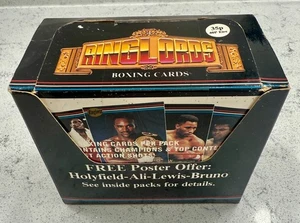 35p
RINGLORDS
BOXING CARDS
XING CARDS PER PACK
NTAINS CHAMPIONS & TOP CONTE
T ACTION SHOTS!
FREE Poster Offer:
Holyfield-Ali-Lewis-Bruno
See inside packs for details.